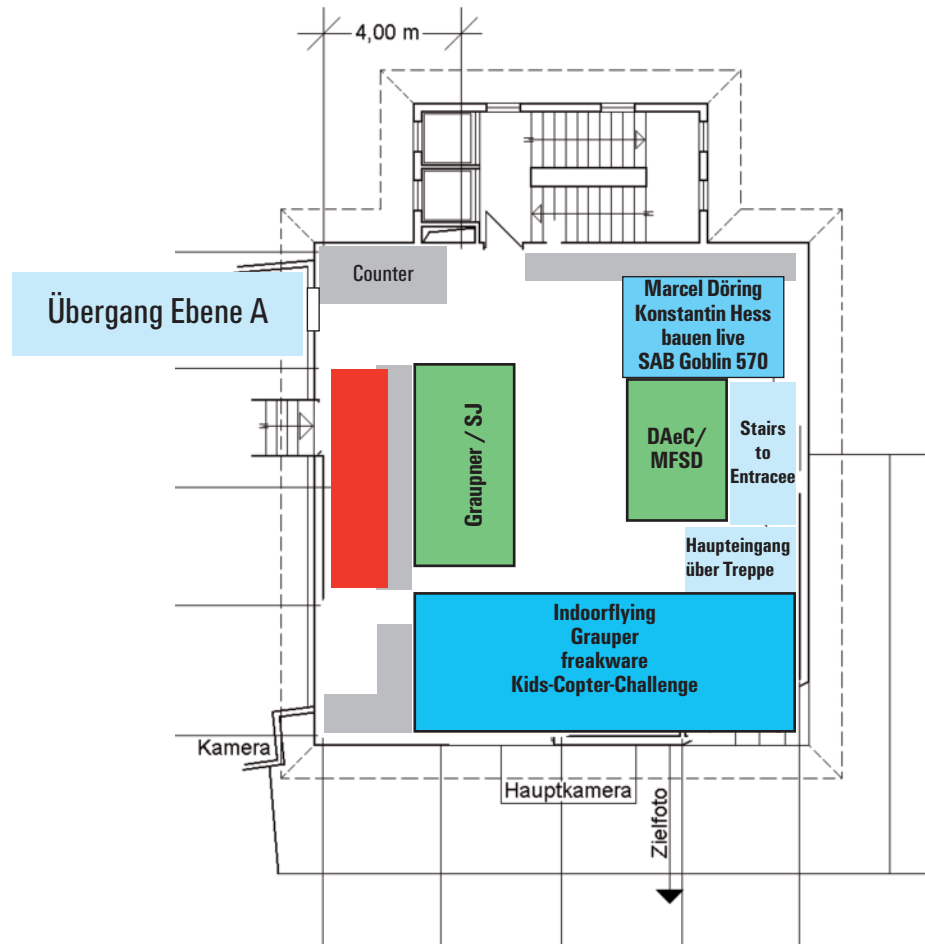 4,00 m
Counter
Übergang Ebene A
Marcel Döring
Konstantin Hess
bauen live
SAB Goblin 570
Graupner / SJ
DAeC/
MFSD
Stairs
to
Entracee
Haupteingang
über Treppe
Indoorflying
Grauper
freakware
Kids-Copter-Challenge
Kamera
Hauptkamera
Zielfoto